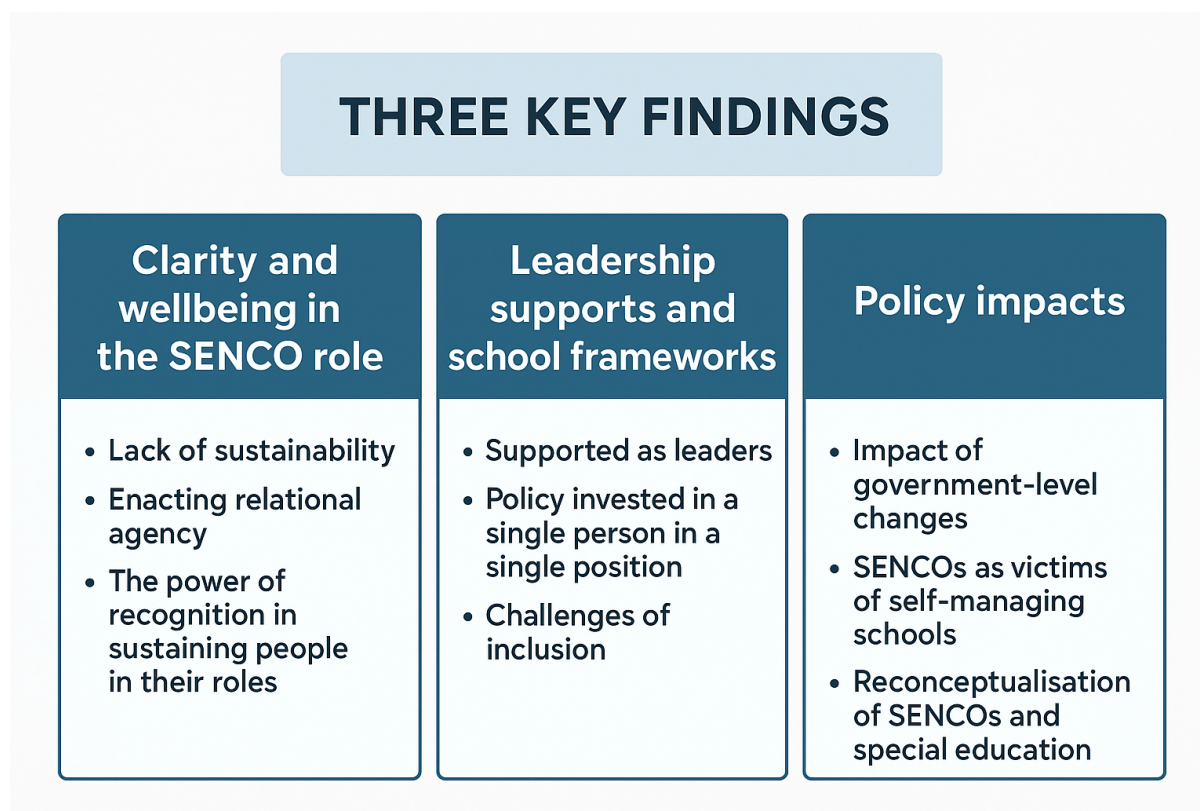 THREE KEY FINDINGS
Clarity and
wellbeing in
the SENCO role
• Lack of sustainability
• Enacting relational
agency
• The power of
recognition in
sustaining people
in their roles
Leadership
supports and
school frameworks
• Supported as leaders
• Policy invested in a
single person in a
single position
• Challenges of
inclusion
Policy impacts
• Impact of
government-level
changes
• SENCOs as victims
of self-managing
schools
• Reconceptualisation
of SENCOs and
special education